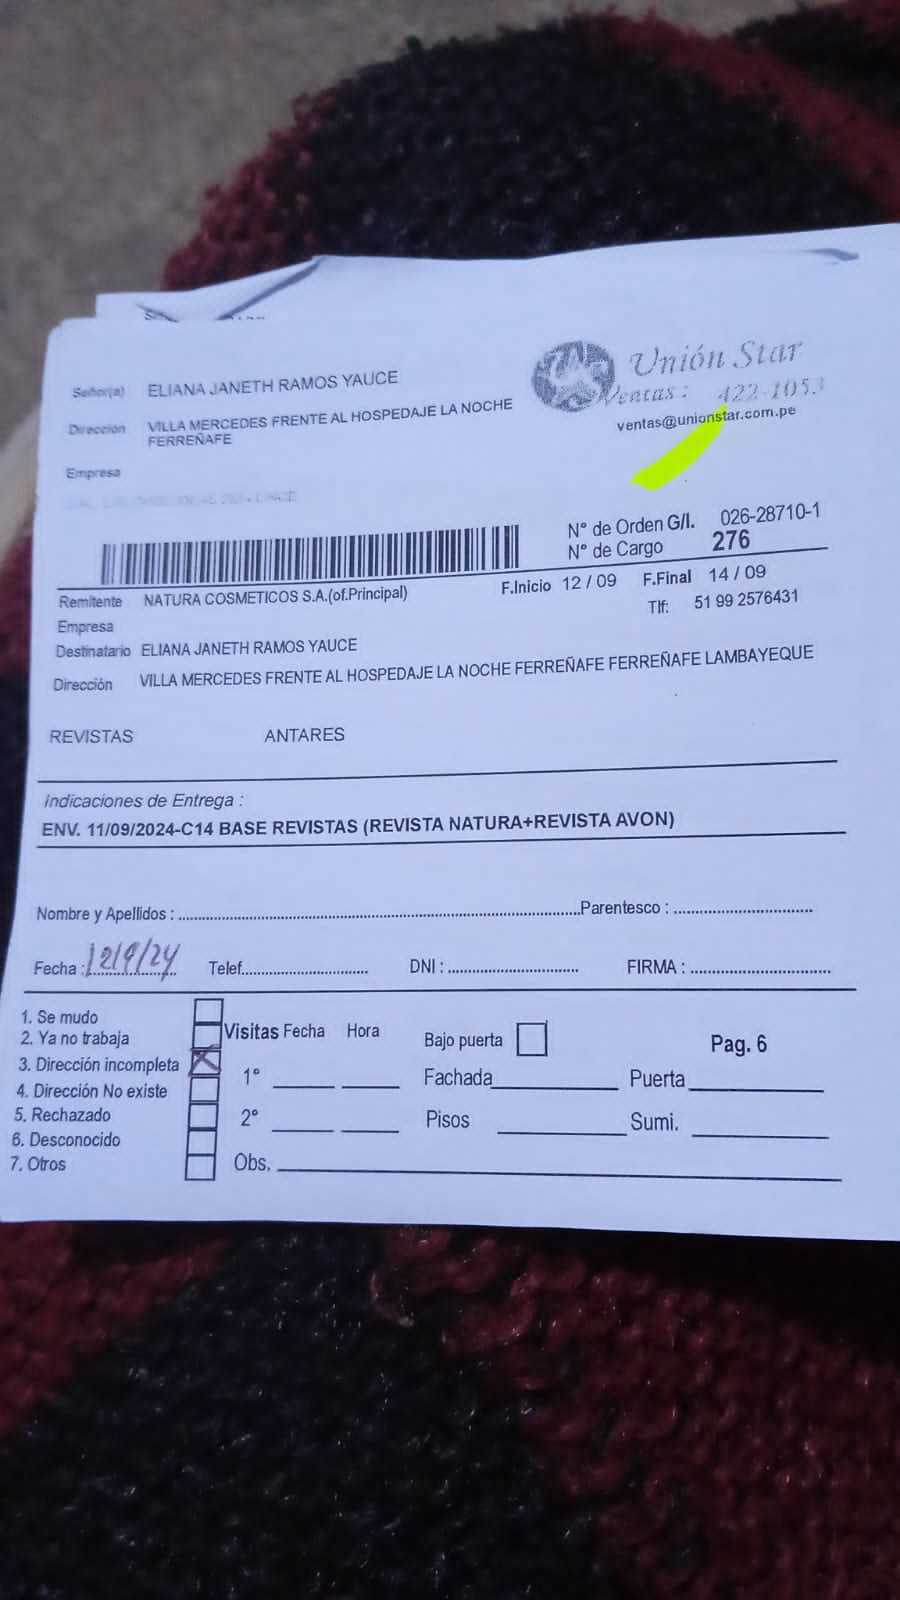 Señor(a) ELIANA JANETH RAMOS YAUCE
Dirección VILLA MERCEDES FRENTE AL HOSPEDAJE LA NOCHE
FERREÑAFE
Empresa
Unión Star
Ventas: 422-1053
ventas@unionstar.com.pe
N° de Orden G/I. 026-28710-1
N° de Cargo 276
Remitente NATURA COSMETICOS S.A.(of.Principal)
F.Inicio 12 / 09 F.Final 14 / 09
Empresa
Tlf: 51 99 2576431
Destinatario ELIANA JANETH RAMOS YAUCE
Dirección VILLA MERCEDES FRENTE AL HOSPEDAJE LA NOCHE FERREÑAFE FERREÑAFE LAMBAYEQUE
REVISTAS ANTARES
Indicaciones de Entrega :
ENV. 11/09/2024-C14 BASE REVISTAS (REVISTA NATURA+REVISTA AVON)
Nombre y Apellidos : Parentesco :
Fecha : 12/9/24 Telef. DNI : FIRMA :
1. Se mudo
2. Ya no trabaja
3. Dirección incompleta X
4. Dirección No existe
5. Rechazado
6. Desconocido
7. Otros
Visitas Fecha Hora
1°
2°
Obs.
Bajo puerta
Fachada
Pisos
Pag. 6
Puerta
Sumi.